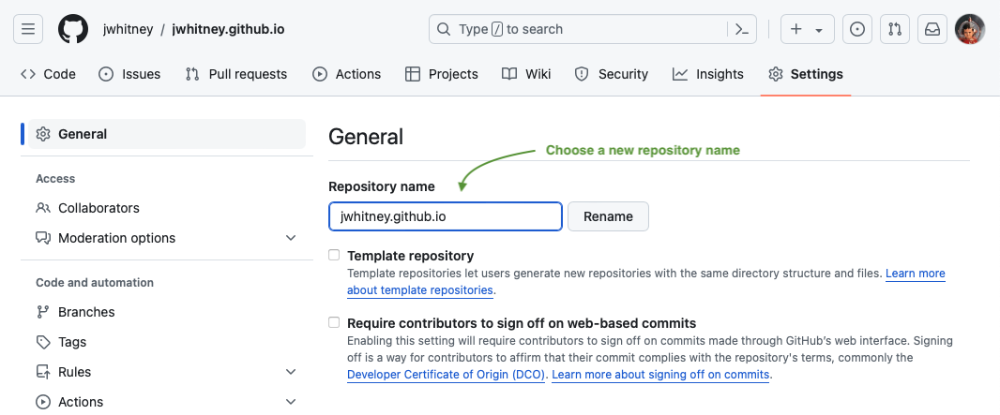 jwhitney / jwhitney.github.io
Type / to search
Code Issues Pull requests Actions Projects Wiki Security Insights Settings
General
Access
Collaborators
Moderation options
Code and automation
Branches
Tags
Rules
Actions
General
Choose a new repository name
Repository name
jwhitney.github.io Rename
Template repository
Template repositories let users generate new repositories with the same directory structure and files. Learn more
about template repositories.
Require contributors to sign off on web-based commits
Enabling this setting will require contributors to sign off on commits made through GitHub’s web interface. Signing
off is a way for contributors to affirm that their commit complies with the repository's terms, commonly the
Developer Certificate of Origin (DCO). Learn more about signing off on commits.